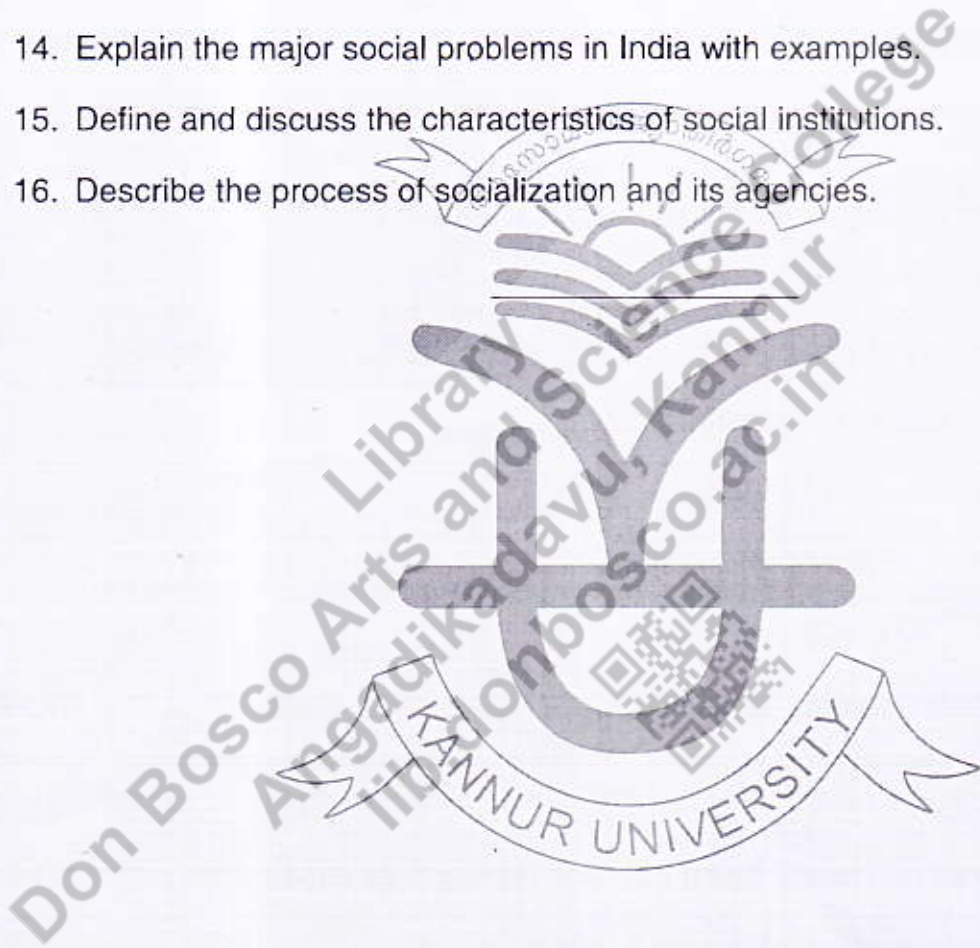 14. Explain the major social problems in India with examples.
15. Define and discuss the characteristics of social institutions.
16. Describe the process of socialization and its agencies.
Library
Don Bosco Arts and Science College
Angadikadavu, Kannur
lib.donbosco.ac.in
KANNUR UNIVERSITY